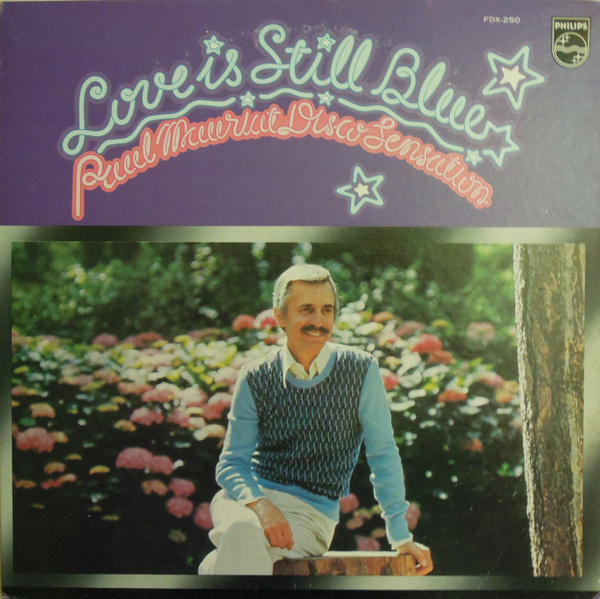 FDX-250
PHILIPS
Love is Still Blue
Paul Mauriat Disco Sensation